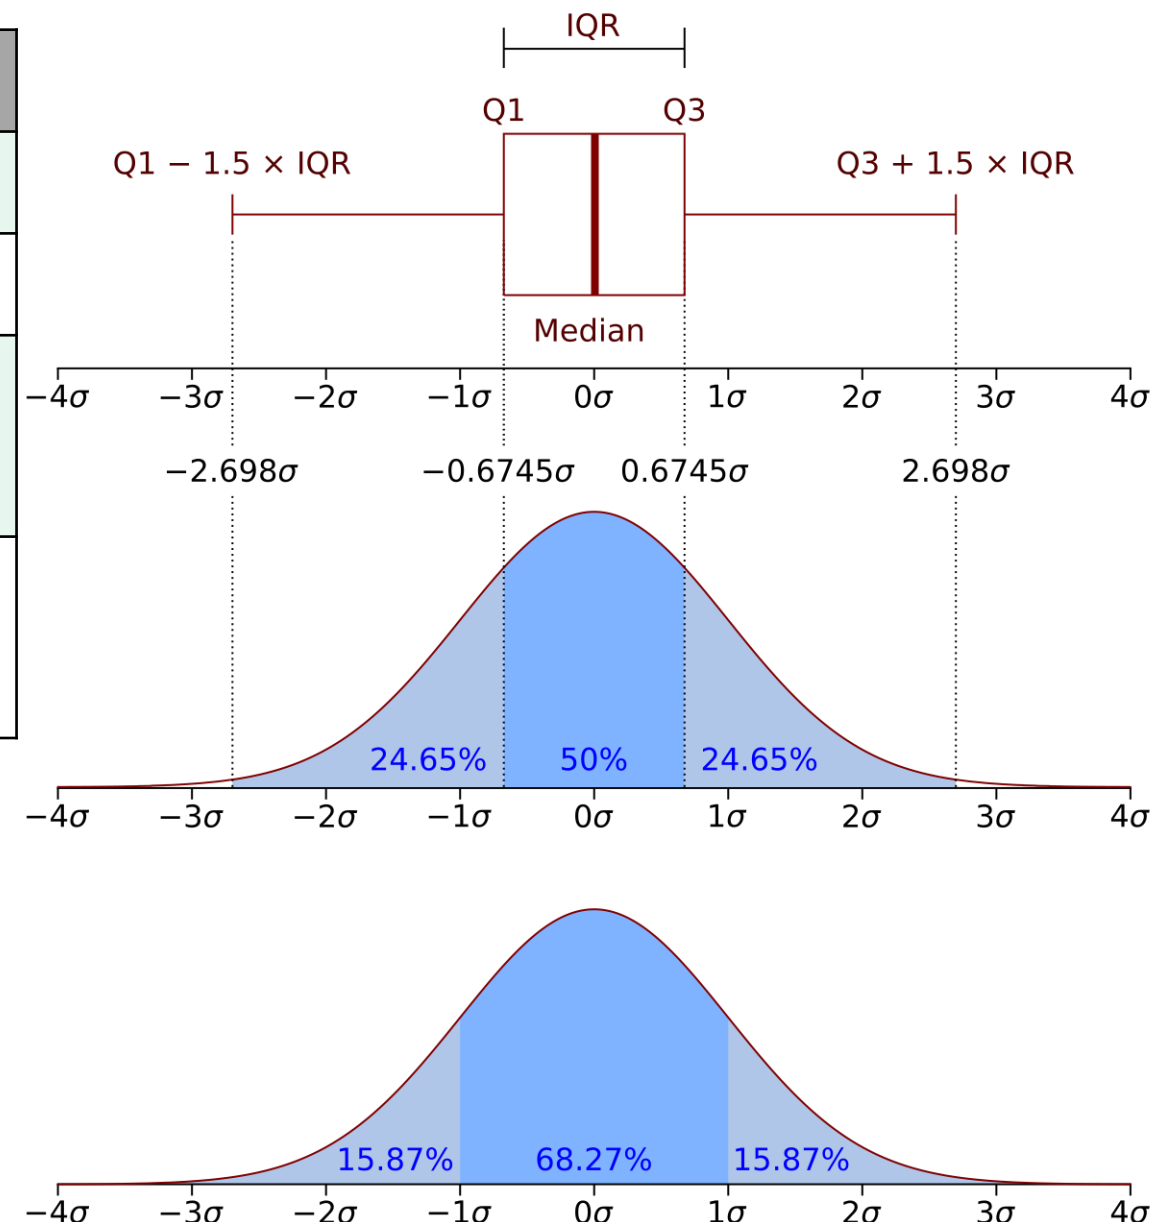 IQR
Q1 Q3
Q1 − 1.5 × IQR Q3 + 1.5 × IQR
Median
−4σ −3σ −2σ −1σ 0σ 1σ 2σ 3σ 4σ
−2.698σ −0.6745σ 0.6745σ 2.698σ
24.65% 50% 24.65%
−4σ −3σ −2σ −1σ 0σ 1σ 2σ 3σ 4σ
15.87% 68.27% 15.87%
−4σ −3σ −2σ −1σ 0σ 1σ 2σ 3σ 4σ